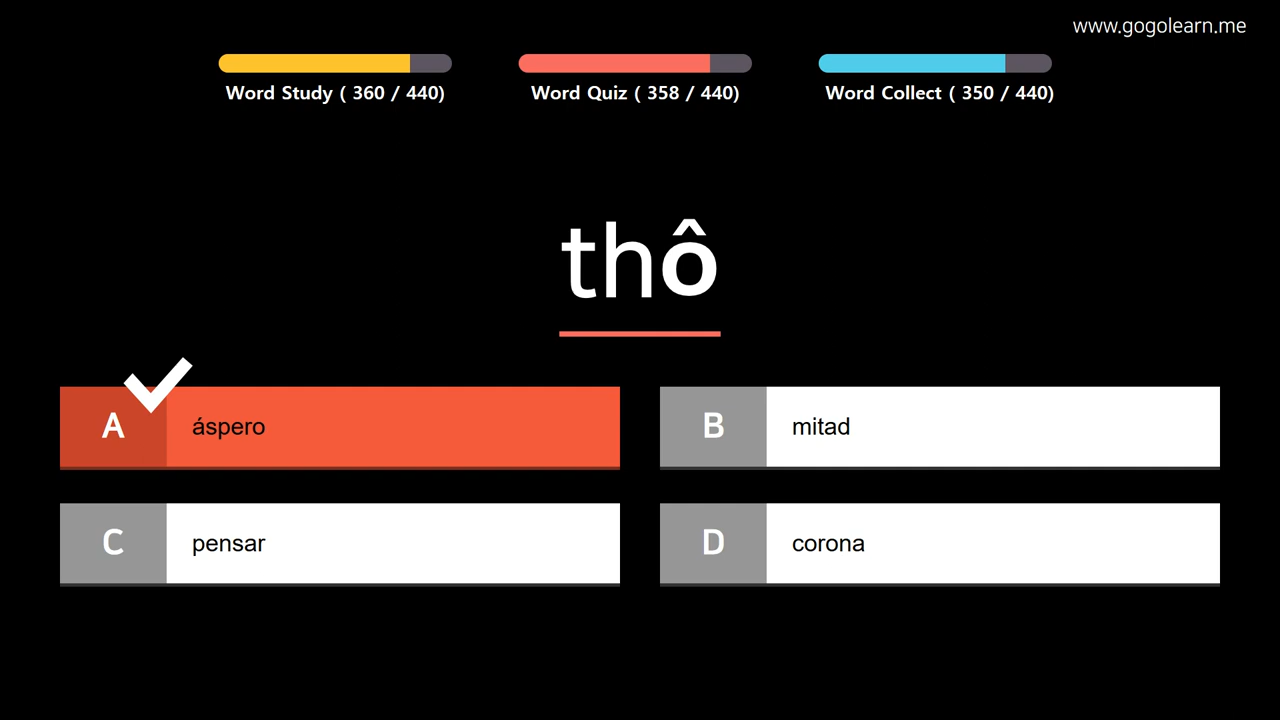 www.gogolearn.me
Word Study ( 360 / 440)
Word Quiz ( 358 / 440)
Word Collect ( 350 / 440)
thô
A áspero
B mitad
C pensar
D corona